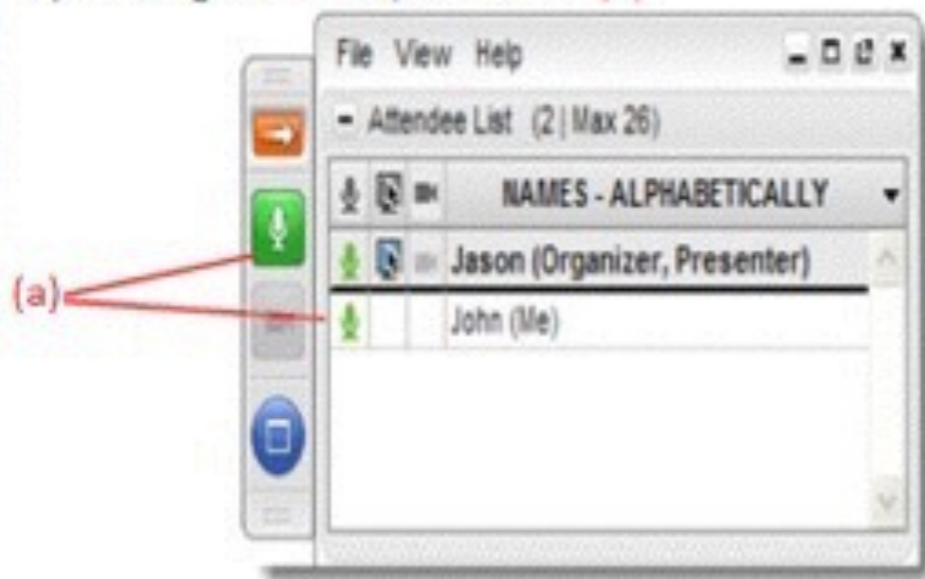 File View Help
- Attendee List (2 | Max 26)
NAMES - ALPHABETICALLY
Jason (Organizer, Presenter)
(a)
John (Me)